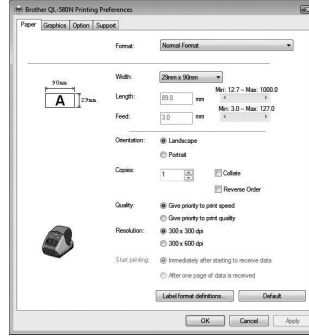 Brother QL-580N Printing Preferences
Paper Graphics Option Support
Format: Normal Format
Width: 29mm x 90mm
Min: 12.7 – Max: 1000.0
Length: 89.8 mm
Min: 3.0 – Max: 127.0
Feed: 3.0 mm
90mm
A 29mm
Orientation: Landscape
Portrait
Copies: 1 Collate
Reverse Order
Quality: Give priority to print speed
Give priority to print quality
Resolution: 300 x 300 dpi
300 x 600 dpi
Start printing: Immediately after starting to receive data
After one page of data is received
Label format definitions... Default
OK Cancel Apply